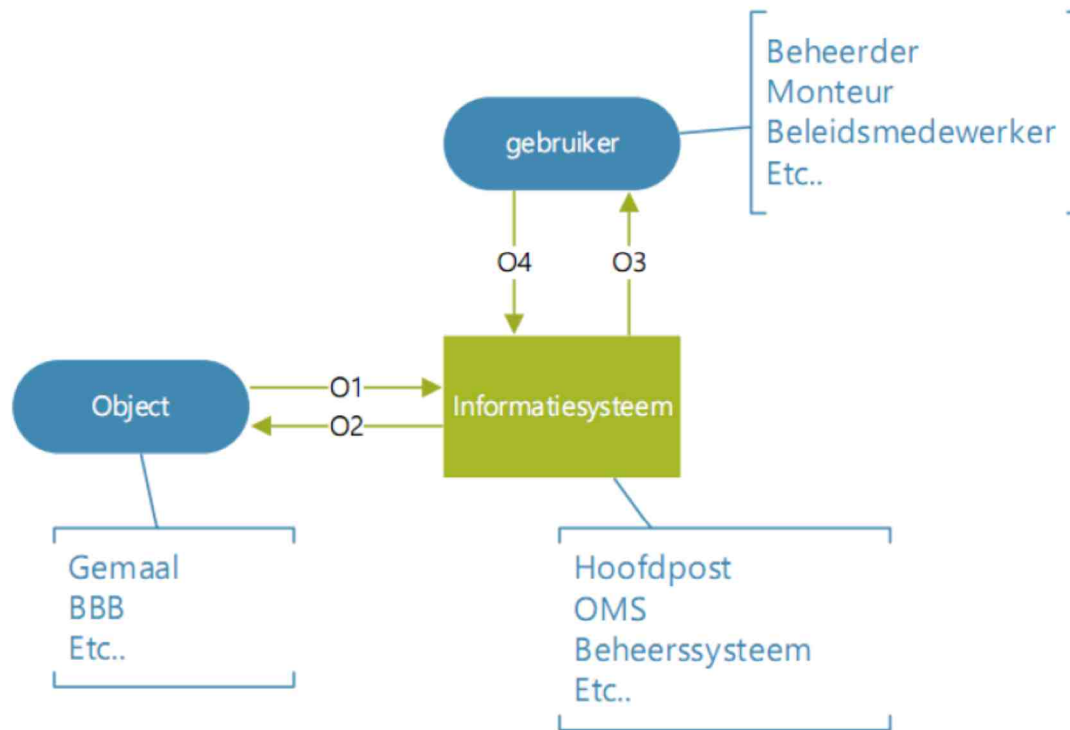 Beheerder
Monteur
Beleidsmedewerker
Etc..
gebruiker
O4
O3
Object
O1
O2
Informatiesysteem
Gemaal
BBB
Etc..
Hoofdpost
OMS
Beheerssysteem
Etc..